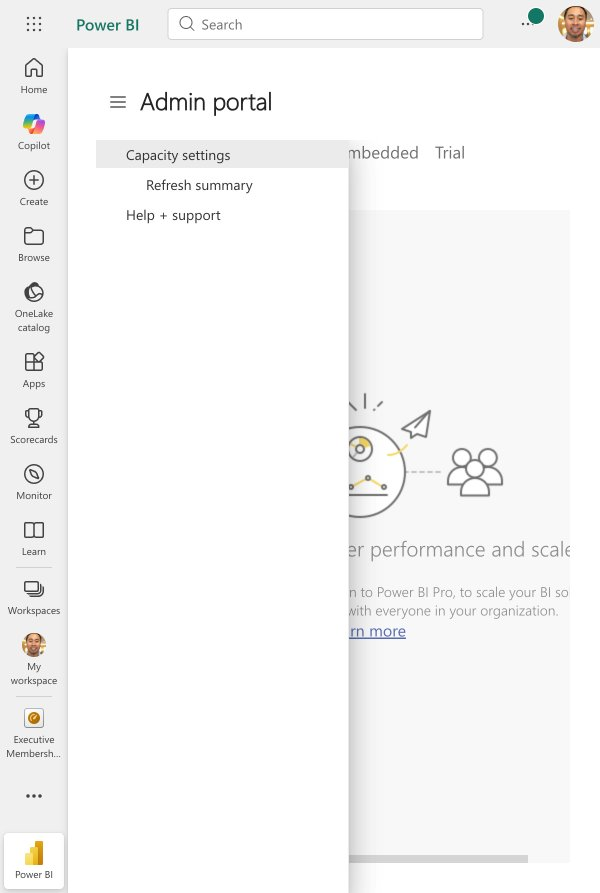 Power BI
Search
Home
Copilot
Create
Browse
OneLake
catalog
Apps
Scorecards
Monitor
Learn
Workspaces
My
workspace
Executive
Membersh...
Power BI
Admin portal
Capacity settings
Refresh summary
Help + support
mbedded Trial
er performance and scale
n to Power BI Pro, to scale your BI so
with everyone in your organization.
rn more